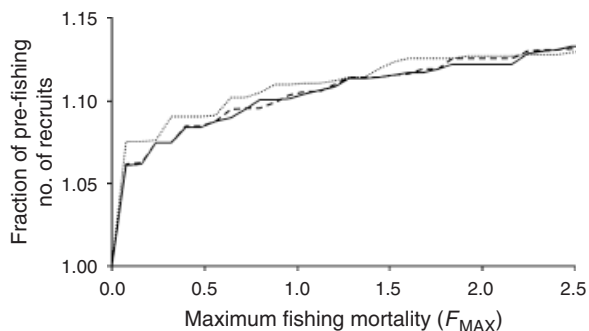 1.15
1.10
1.05
1.00
Fraction of pre-fishing
no. of recruits
0.0 0.5 1.0 1.5 2.0 2.5
Maximum fishing mortality (FMAX)